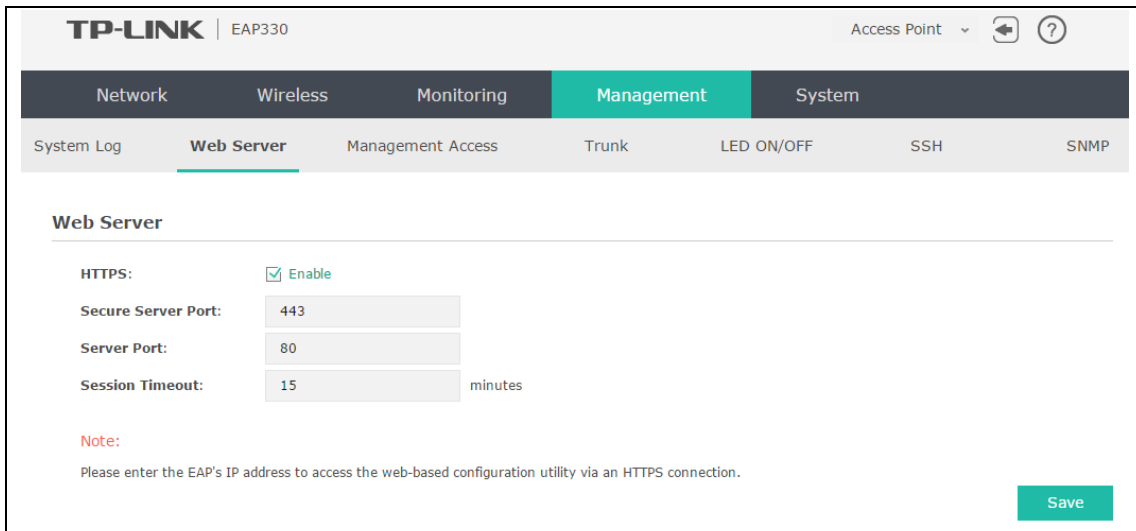 TP-LINK | EAP330
Access Point
?
Network Wireless Monitoring Management System
System Log Web Server Management Access Trunk LED ON/OFF SSH SNMP
Web Server
HTTPS: Enable
Secure Server Port: 443
Server Port: 80
Session Timeout: 15 minutes
Note:
Please enter the EAP's IP address to access the web-based configuration utility via an HTTPS connection.
Save